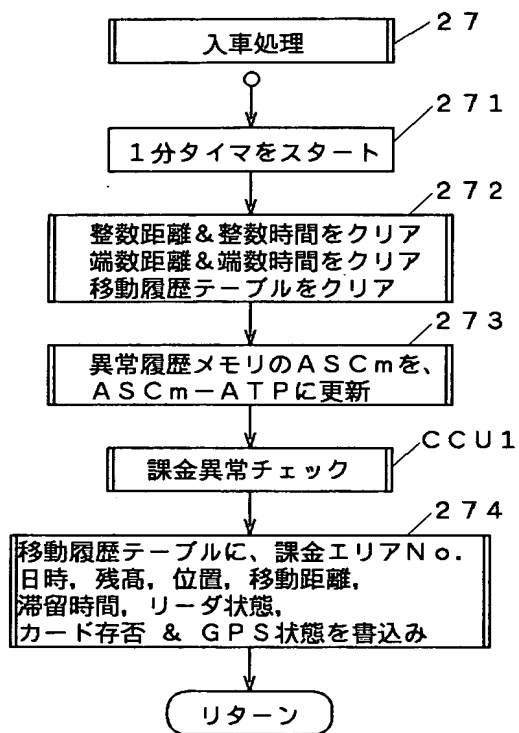 27
入車処理
271
1分タイマをスタート
272
整数距離&整数時間をクリア
端数距離&端数時間をクリア
移動履歴テーブルをクリア
273
異常履歴メモリのASCmを、
ASCm-ATPに更新
CCU1
課金異常チェック
274
移動履歴テーブルに、課金エリアNo.
日時,残高,位置,移動距離,
滞留時間,リーダ状態,
カード存否 & GPS状態を書込み
リターン